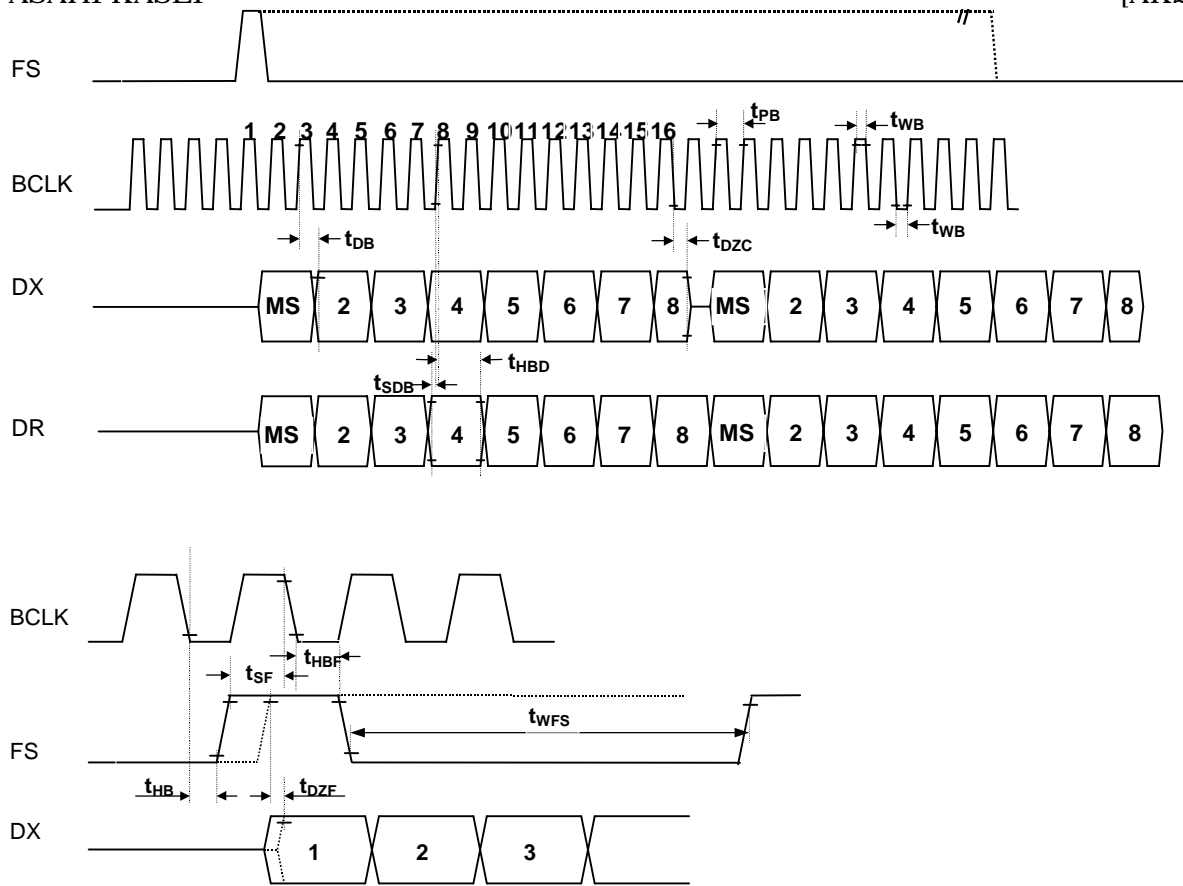 FS
1 2 3 4 5 6 7 8 9 10 11 12 13 14 15 16
tPB
tWB
BCLK
tDB
tDZC
tWB
DX
MS 2 3 4 5 6 7 8 MS 2 3 4 5 6 7 8
tHBD
tSDB
DR
MS 2 3 4 5 6 7 8 MS 2 3 4 5 6 7 8
BCLK
tHBF
tSF
tWFS
FS
tHB
tDZF
DX
1 2 3